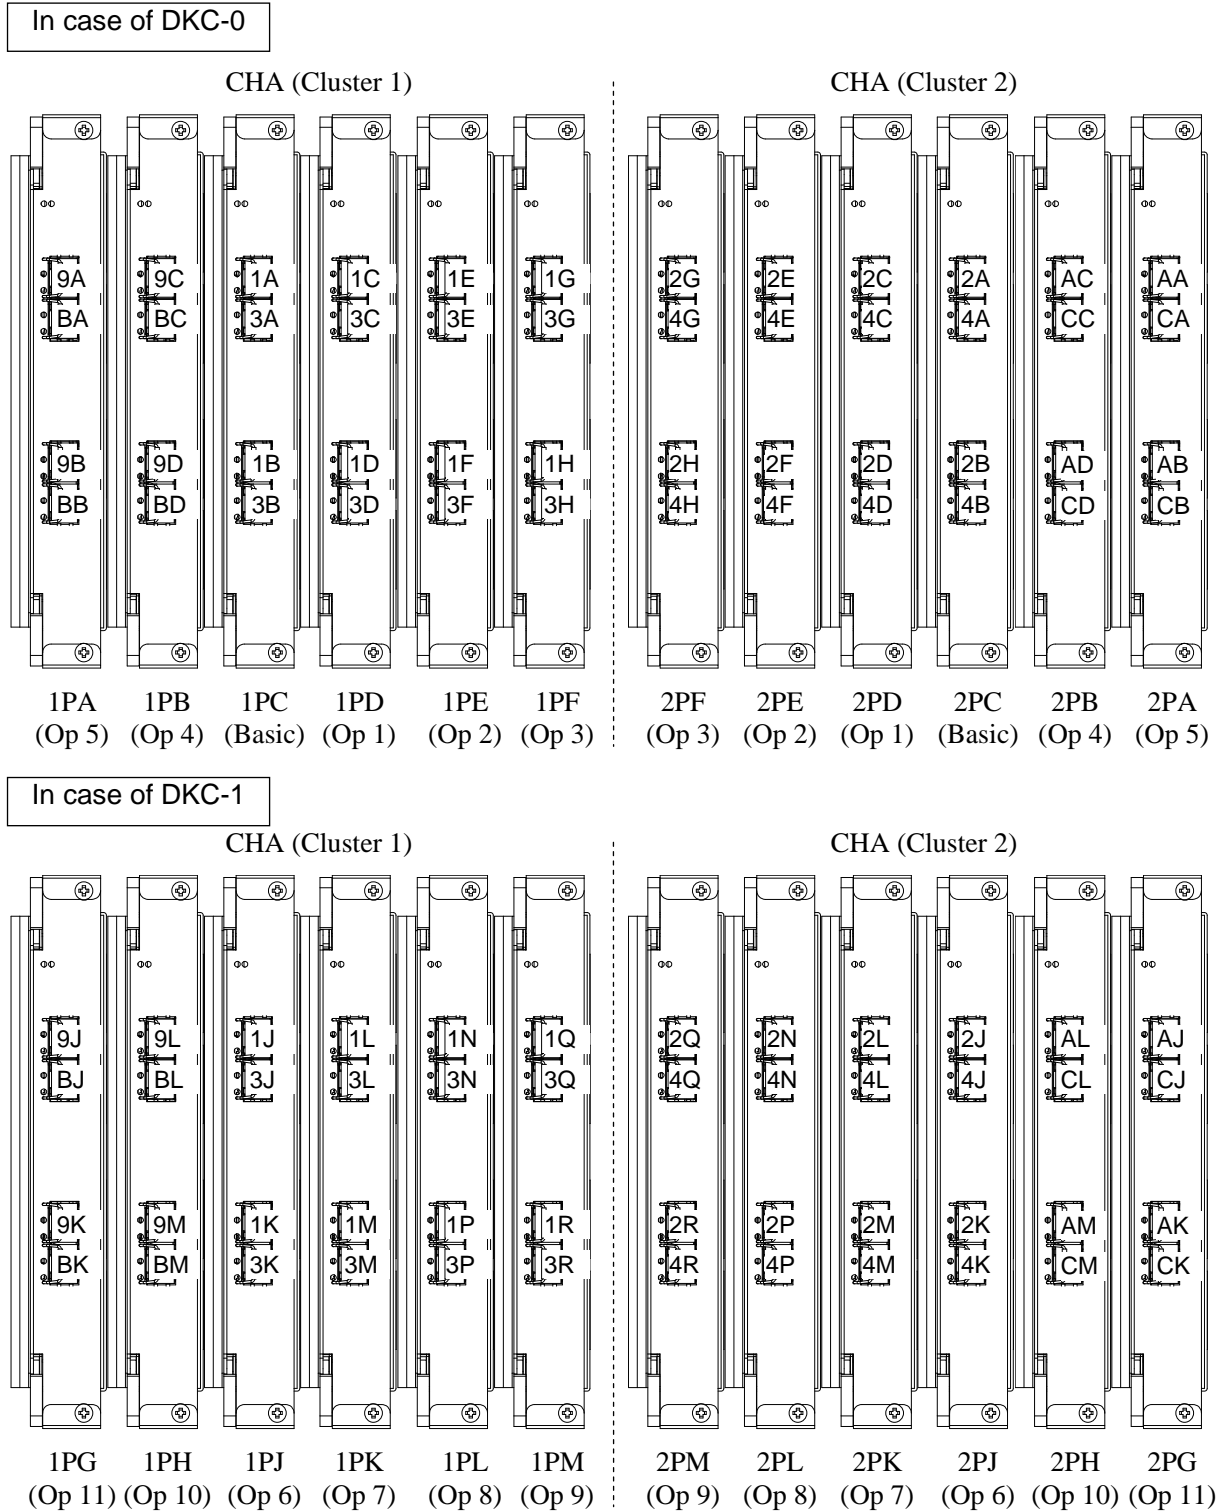 In case of DKC-0
CHA (Cluster 1) CHA (Cluster 2)
9A 9C 1A 1C 1E 1G 2G 2E 2C 2A AC AA
BA BC 3A 3C 3E 3G 4G 4E 4C 4A CC CA
9B 9D 1B 1D 1F 1H 2H 2F 2D 2B AD AB
BB BD 3B 3D 3F 3H 4H 4F 4D 4B CD CB
1PA 1PB 1PC 1PD 1PE 1PF 2PF 2PE 2PD 2PC 2PB 2PA
(Op 5) (Op 4) (Basic) (Op 1) (Op 2) (Op 3) (Op 3) (Op 2) (Op 1) (Basic) (Op 4) (Op 5)
In case of DKC-1
CHA (Cluster 1) CHA (Cluster 2)
9J 9L 1J 1L 1N 1Q 2Q 2N 2L 2J AL AJ
BJ BL 3J 3L 3N 3Q 4Q 4N 4L 4J CL CJ
9K 9M 1K 1M 1P 1R 2R 2P 2M 2K AM AK
BK BM 3K 3M 3P 3R 4R 4P 4M 4K CM CK
1PG 1PH 1PJ 1PK 1PL 1PM 2PM 2PL 2PK 2PJ 2PH 2PG
(Op 11) (Op 10) (Op 6) (Op 7) (Op 8) (Op 9) (Op 9) (Op 8) (Op 7) (Op 6) (Op 10) (Op 11)